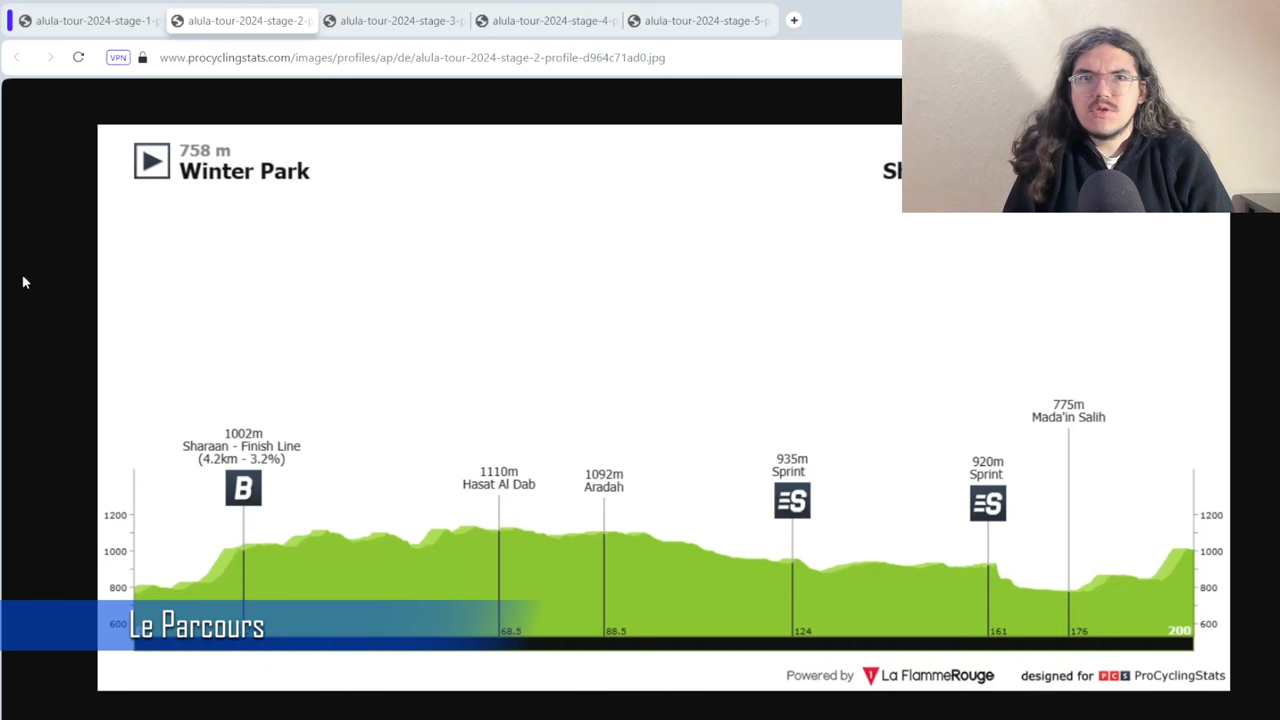 alula-tour-2024-stage-1-p
alula-tour-2024-stage-2-p
alula-tour-2024-stage-3-p
alula-tour-2024-stage-4-p
alula-tour-2024-stage-5-p
VPN
www.procyclingstats.com/images/profiles/ap/de/alula-tour-2024-stage-2-profile-d964c71ad0.jpg
758 m
Winter Park
Sh
775m
Mada'in Salih
1002m
Sharaan - Finish Line
(4.2km - 3.2%)
B
1110m
Hasat Al Dab
1092m
Aradah
935m
Sprint
S
920m
Sprint
S
1200
1000
800
600
1200
1000
800
600
68.5
88.5
124
161
176
200
Le Parcours
Powered by La FlammeRouge
designed for PCS ProCyclingStats